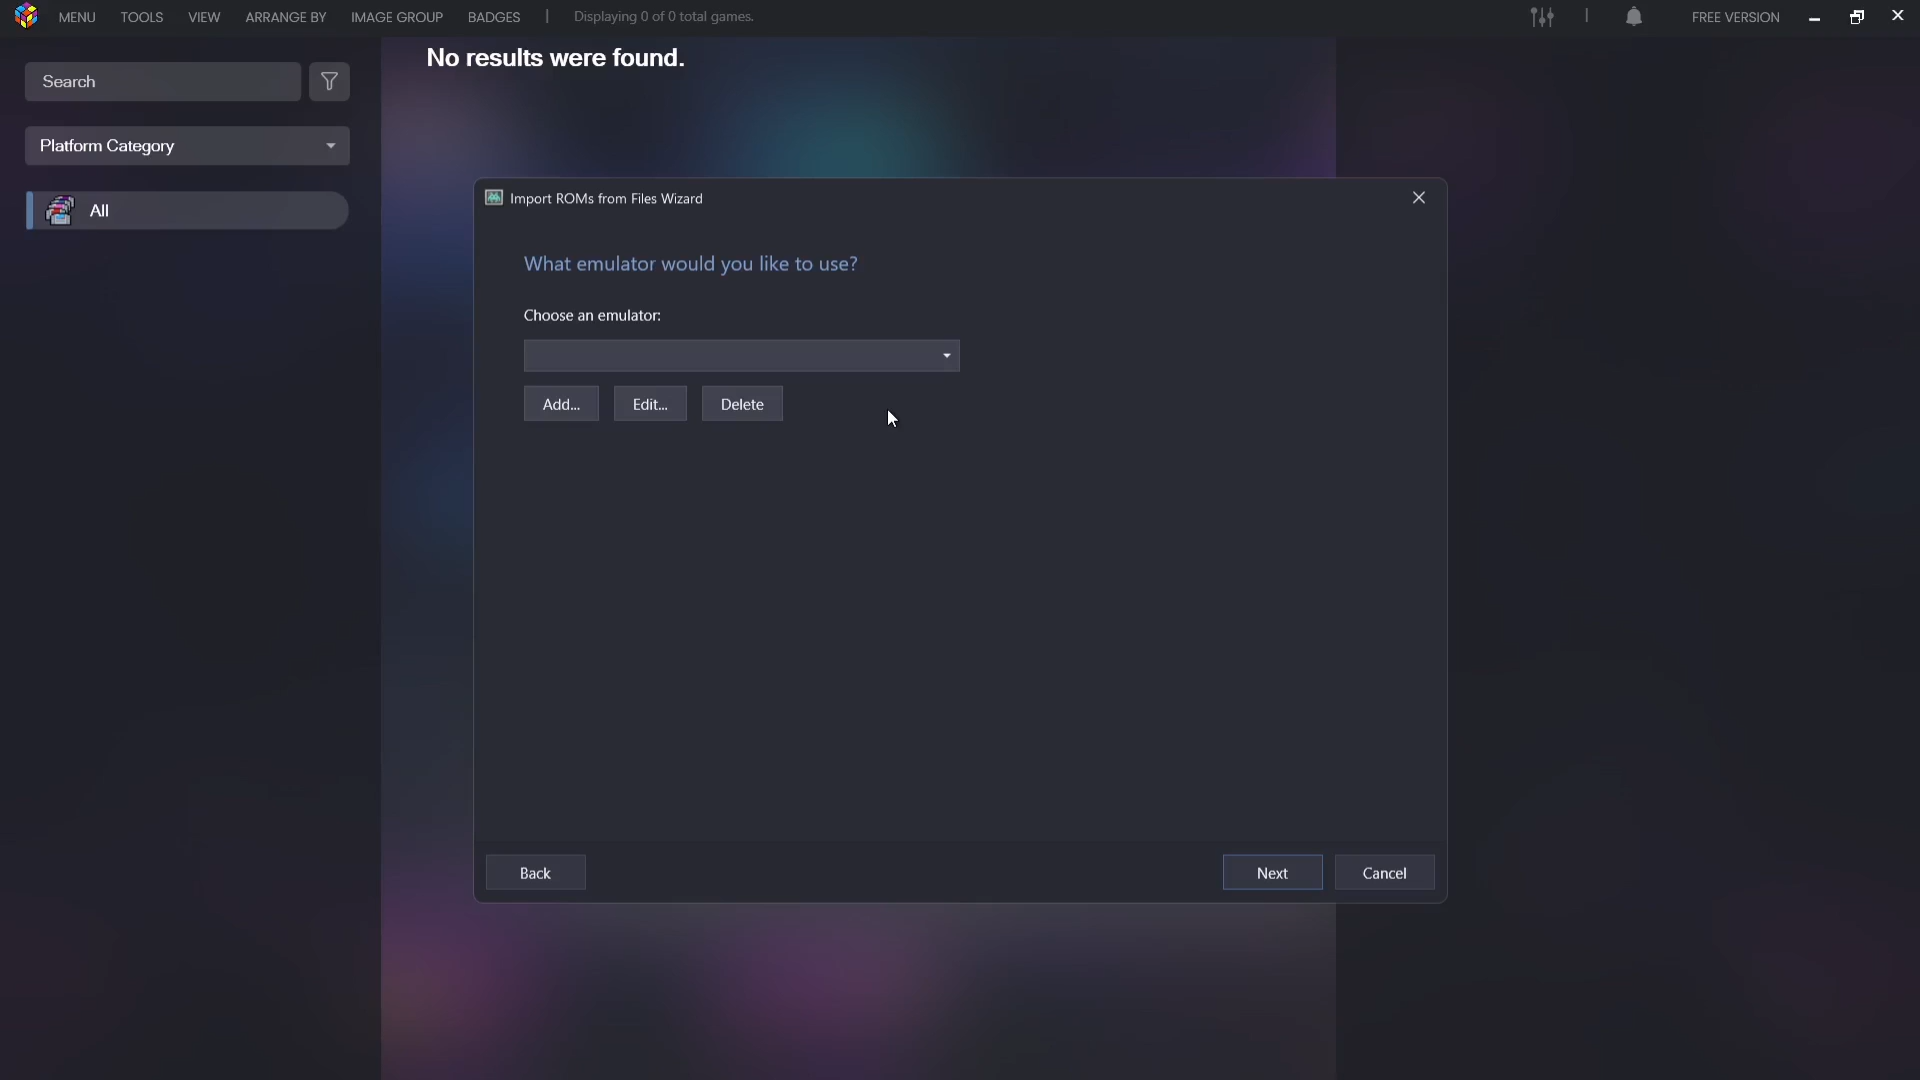 MENU TOOLS VIEW ARRANGE BY IMAGE GROUP BADGES | Displaying 0 of 0 total games. | FREE VERSION
No results were found.
Search
Platform Category
All
Import ROMs from Files Wizard
What emulator would you like to use?
Choose an emulator:
Add... Edit... Delete
Back Next Cancel